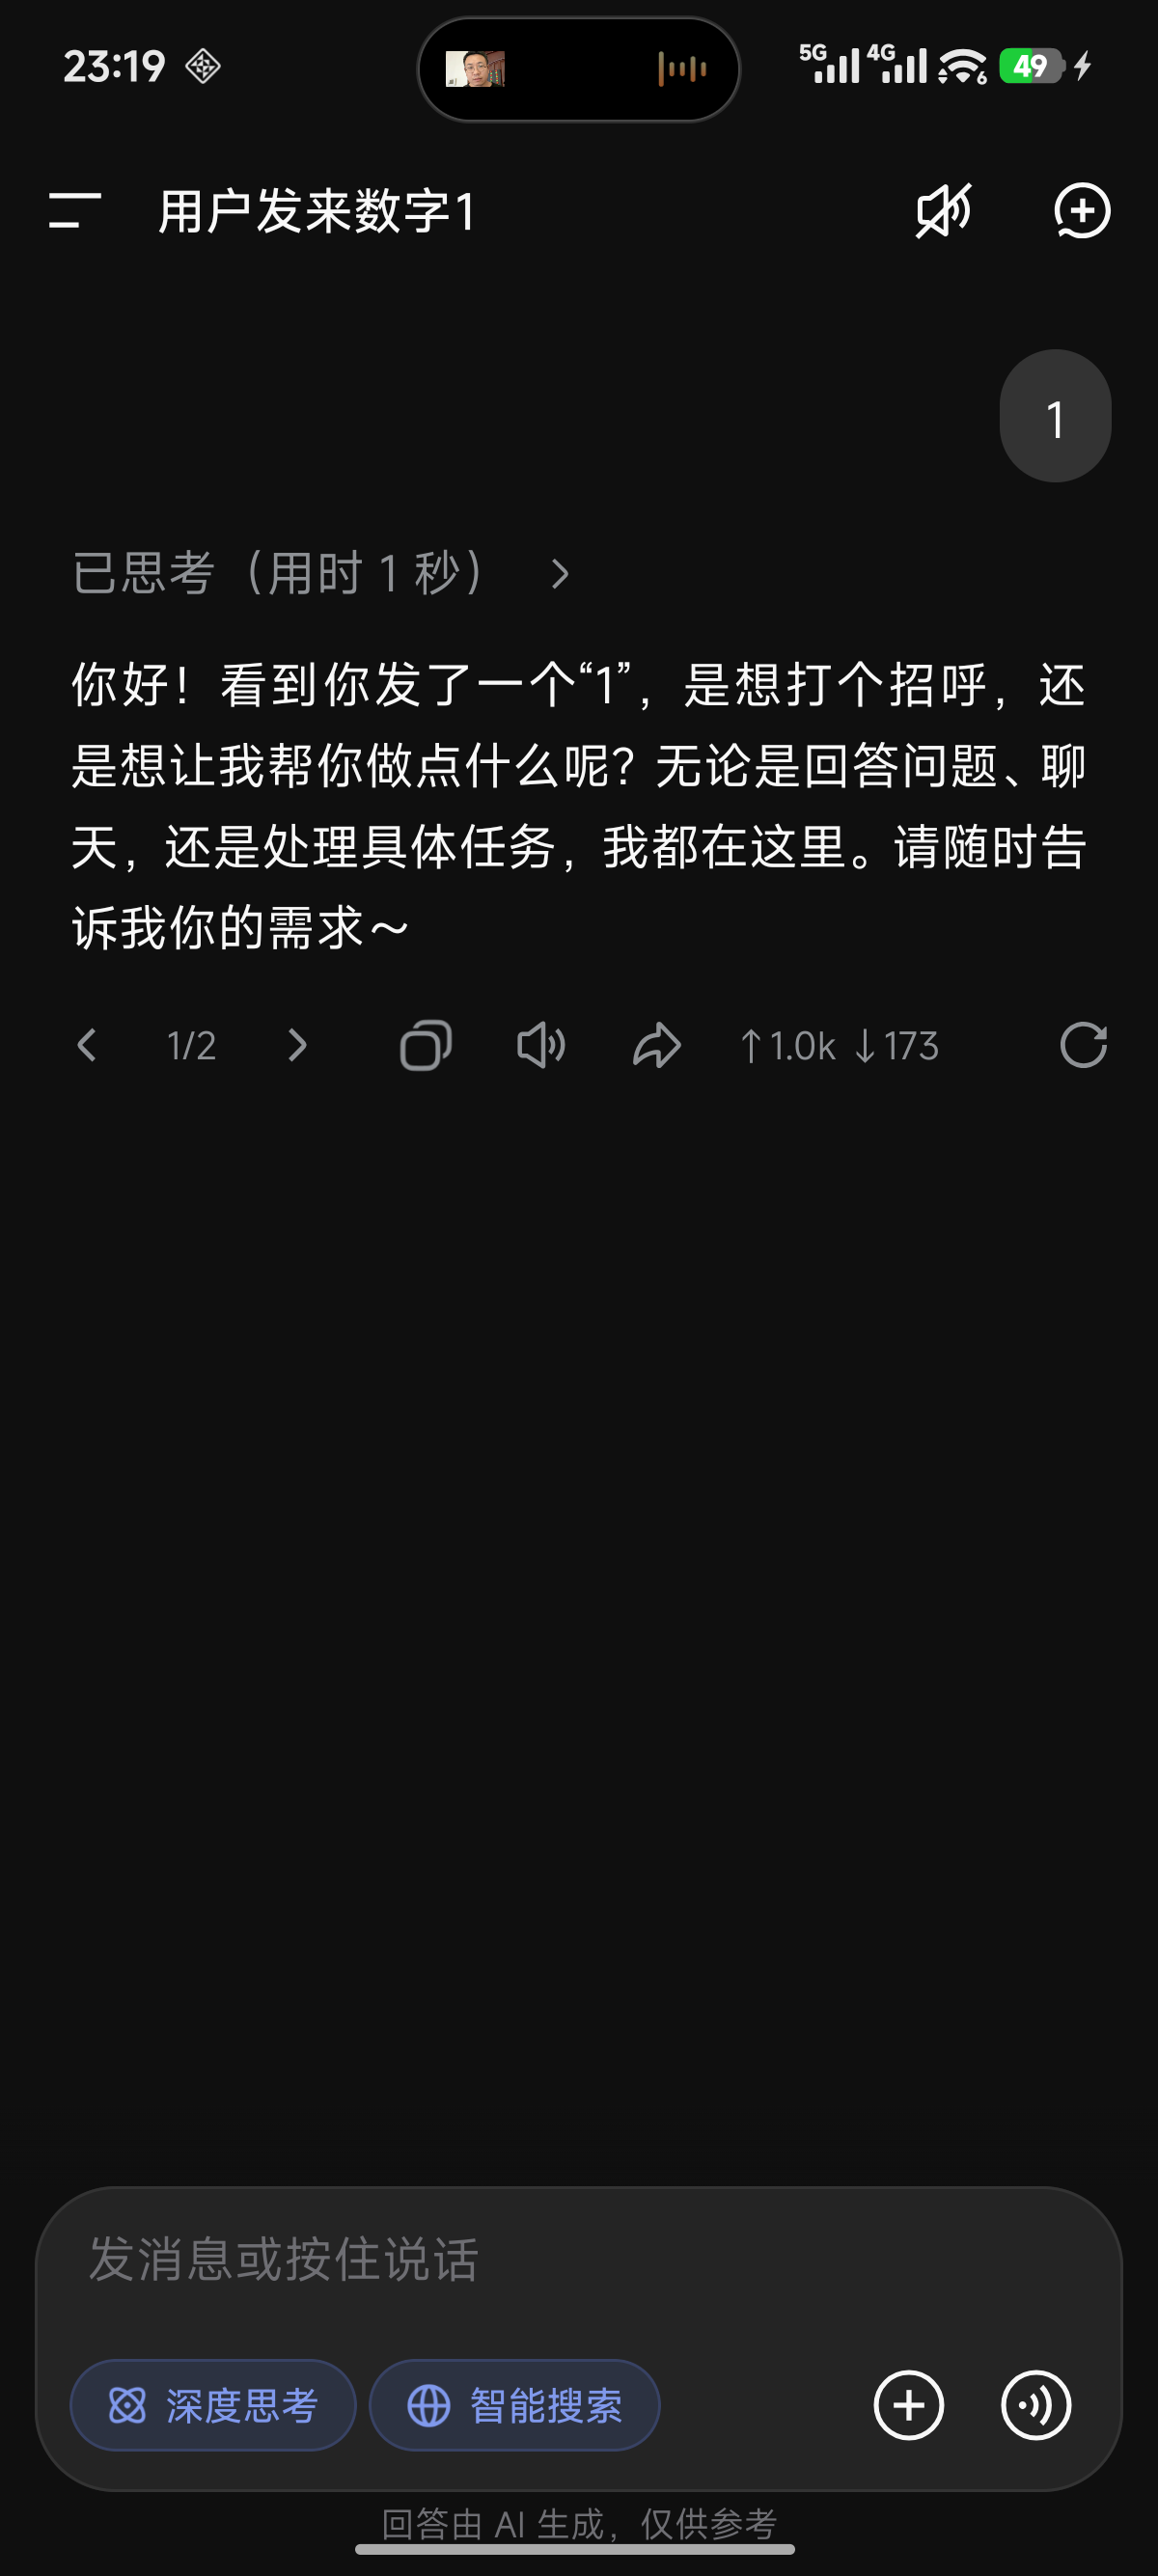 23:19
5G 4G 6 49
用户发来数字1
1
已思考（用时 1 秒）
你好！看到你发了一个“1”，是想打个招呼，还
是想让我帮你做点什么呢？无论是回答问题、聊
天，还是处理具体任务，我都在这里。请随时告
诉我你的需求～
1/2 ↑1.0k ↓173
发消息或按住说话
深度思考 智能搜索
回答由 AI 生成，仅供参考